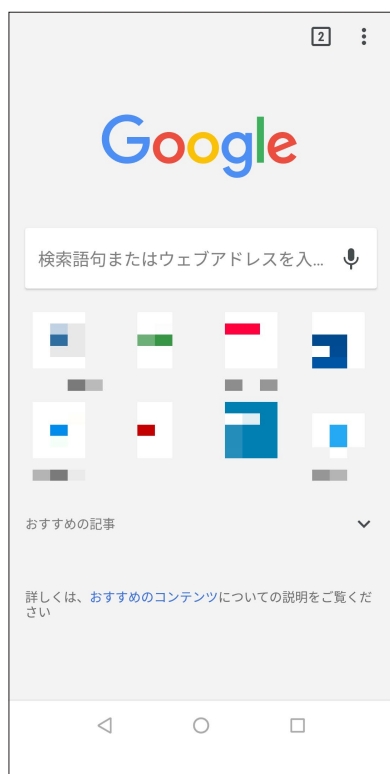 2
Google
検索語句またはウェブアドレスを入...
おすすめの記事
詳しくは、おすすめのコンテンツについての説明をご覧くだ
さい